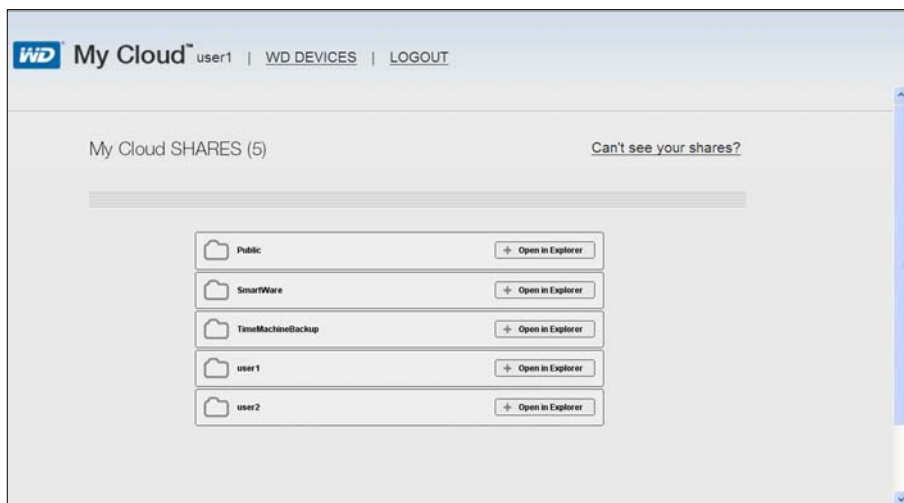 WD My Cloud™ user1 | WD DEVICES | LOGOUT
My Cloud SHARES (5) Can't see your shares?
Public + Open in Explorer
SmartWare + Open in Explorer
TimeMachineBackup + Open in Explorer
user1 + Open in Explorer
user2 + Open in Explorer